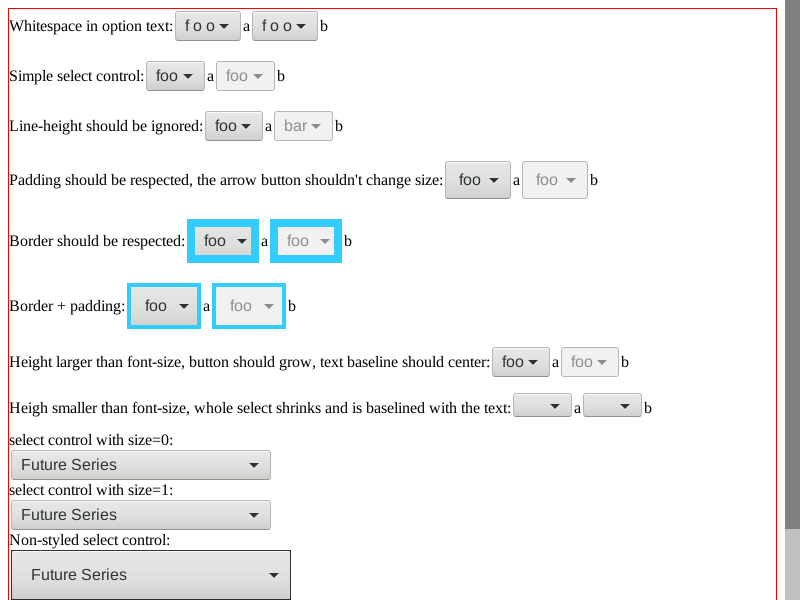 Whitespace in option text: f o o a f o o b
Simple select control: foo a foo b
Line-height should be ignored: foo a bar b
Padding should be respected, the arrow button shouldn't change size: foo a foo b
Border should be respected: foo a foo b
Border + padding: foo a foo b
Height larger than font-size, button should grow, text baseline should center: foo a foo b
Heigh smaller than font-size, whole select shrinks and is baselined with the text: a b
select control with size=0:
Future Series
select control with size=1:
Future Series
Non-styled select control:
Future Series